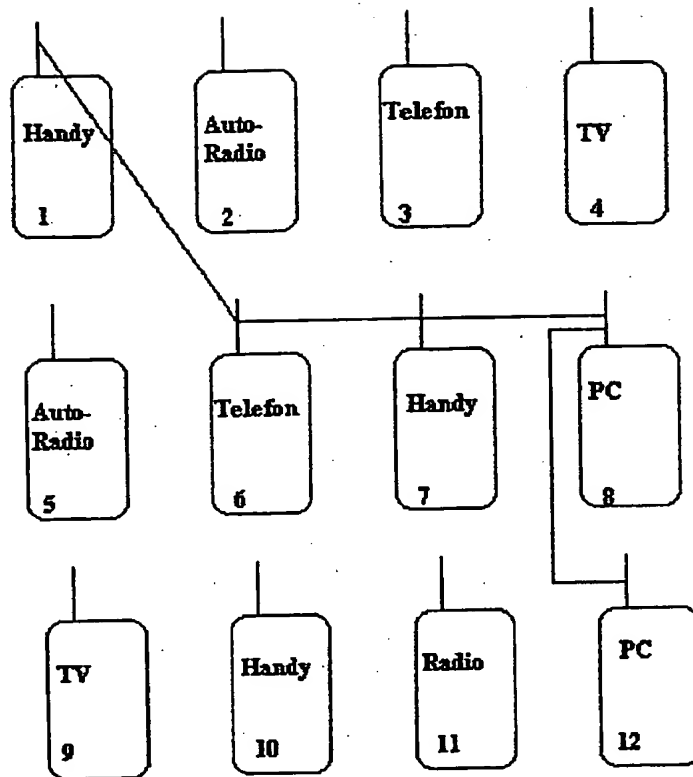 Handy
1
Auto-
Radio
2
Telefon
3
TV
4
Auto-
Radio
5
Telefon
6
Handy
7
PC
8
TV
9
Handy
10
Radio
11
PC
12